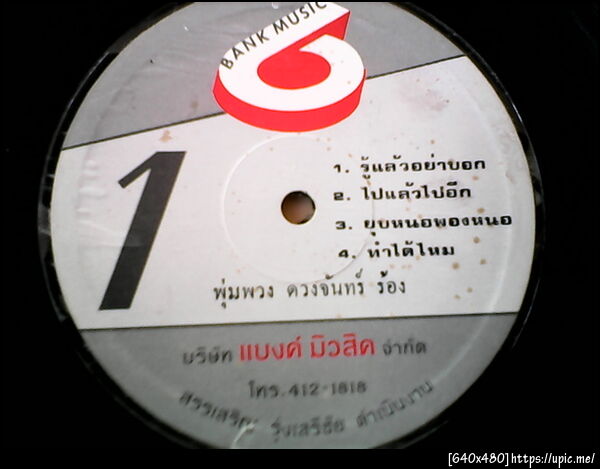 BANK MUSIC
1
1. รู้แล้วอย่าบอก
2. ไปแล้วไปอีก
3. ยุบหนอพองหนอ
4. ทำได้ไหม
พุ่มพวง ดวงจันทร์ ร้อง
บริษัท แบงค์ มิวสิค จำกัด
โทร. 412-1818
สรรเสริญ รุ่งเสรีชัย ดำเนินงาน
[640x480]https://upic.me/